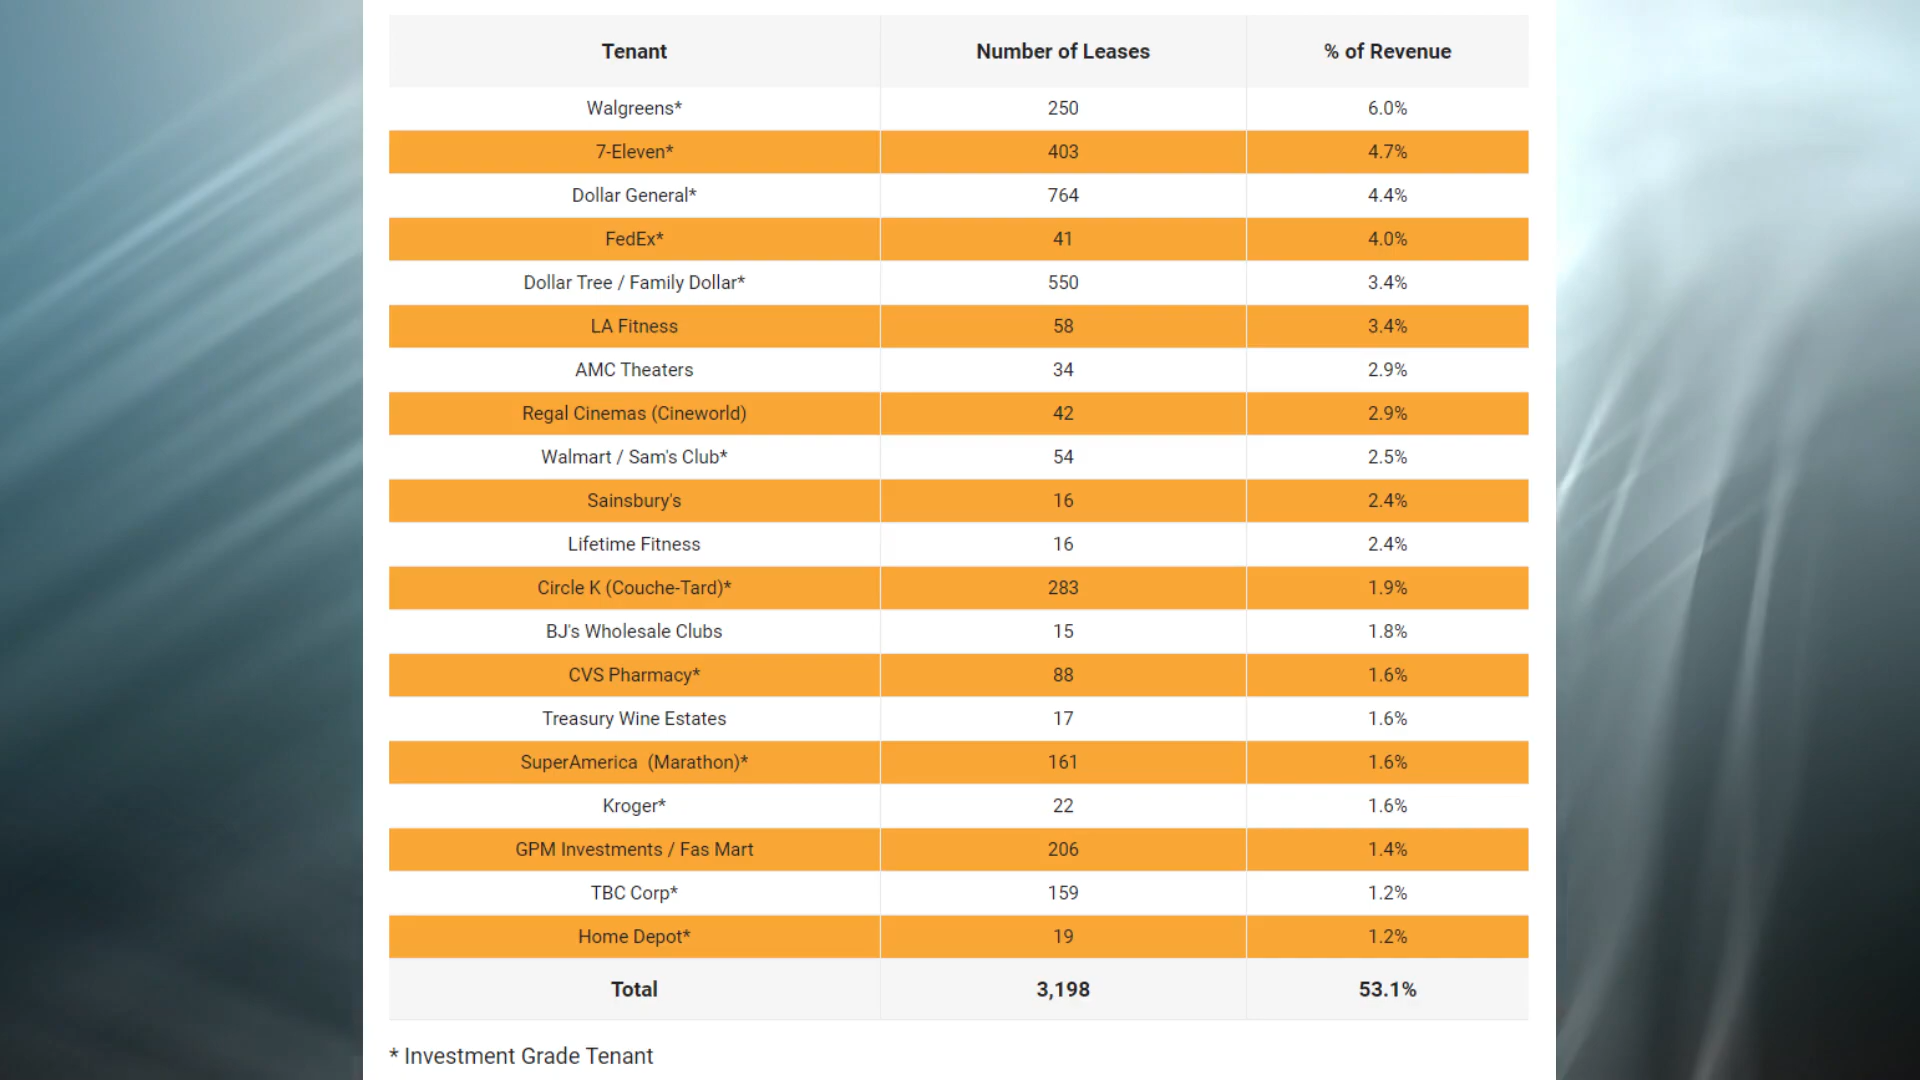 Tenant Number of Leases % of Revenue
Walgreens* 250 6.0%
7-Eleven* 403 4.7%
Dollar General* 764 4.4%
FedEx* 41 4.0%
Dollar Tree / Family Dollar* 550 3.4%
LA Fitness 58 3.4%
AMC Theaters 34 2.9%
Regal Cinemas (Cineworld) 42 2.9%
Walmart / Sam's Club* 54 2.5%
Sainsbury's 16 2.4%
Lifetime Fitness 16 2.4%
Circle K (Couche-Tard)* 283 1.9%
BJ's Wholesale Clubs 15 1.8%
CVS Pharmacy* 88 1.6%
Treasury Wine Estates 17 1.6%
SuperAmerica (Marathon)* 161 1.6%
Kroger* 22 1.6%
GPM Investments / Fas Mart 206 1.4%
TBC Corp* 159 1.2%
Home Depot* 19 1.2%
Total 3,198 53.1%
* Investment Grade Tenant